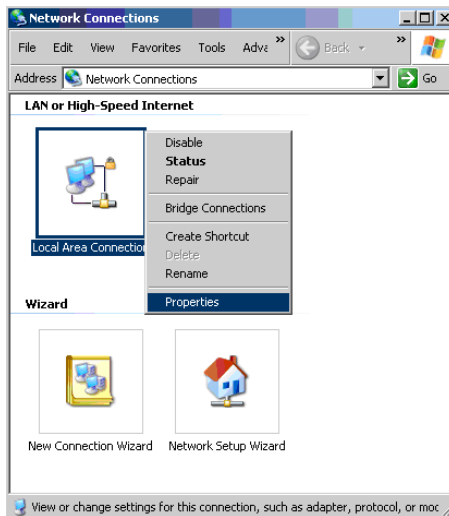 Network Connections
File Edit View Favorites Tools Adva » Back »
Address Network Connections Go
LAN or High-Speed Internet
Disable
Status
Repair
Bridge Connections
Create Shortcut
Local Area Connection
Delete
Rename
Wizard
Properties
New Connection Wizard Network Setup Wizard
View or change settings for this connection, such as adapter, protocol, or moc